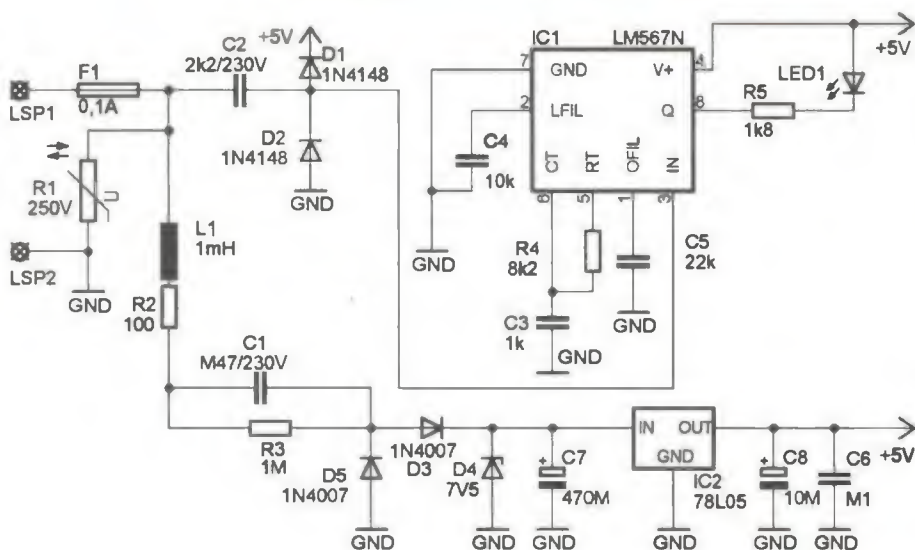 C2
2k2/230V
+5V
D1
1N4148
IC1
LM567N
+5V
F1
0,1A
LSP1
7
GND
V+
4
LED1
2
LFIL
Q
8
R5
1k8
D2
1N4148
C4
10k
CT
RT
OFIL
IN
6
5
1
3
R1
250V
U
GND
L1
1mH
LSP2
GND
GND
R4
8k2
C5
22k
R2
100
C3
1k
GND
GND
C1
M47/230V
R3
1M
1N4007
D3
IN
OUT
GND
+5V
D5
1N4007
D4
7V5
+
C7
470M
IC2
78L05
+
C8
10M
C6
M1
GND
GND
GND
GND
GND
GND